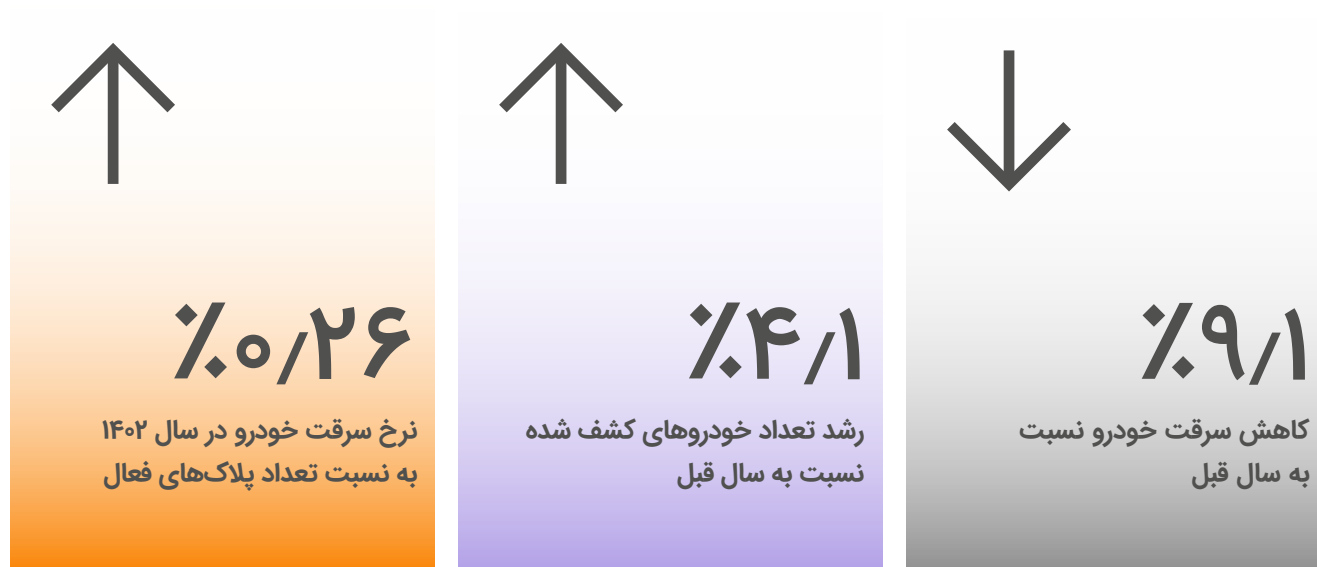 ٪۹٫۱
کاهش سرقت خودرو نسبت
به سال قبل
٪۴٫۱
رشد تعداد خودروهای کشف شده
نسبت به سال قبل
٪۰٫۲۶
نرخ سرقت خودرو در سال ۱۴۰۲
به نسبت تعداد پلاک‌های فعال